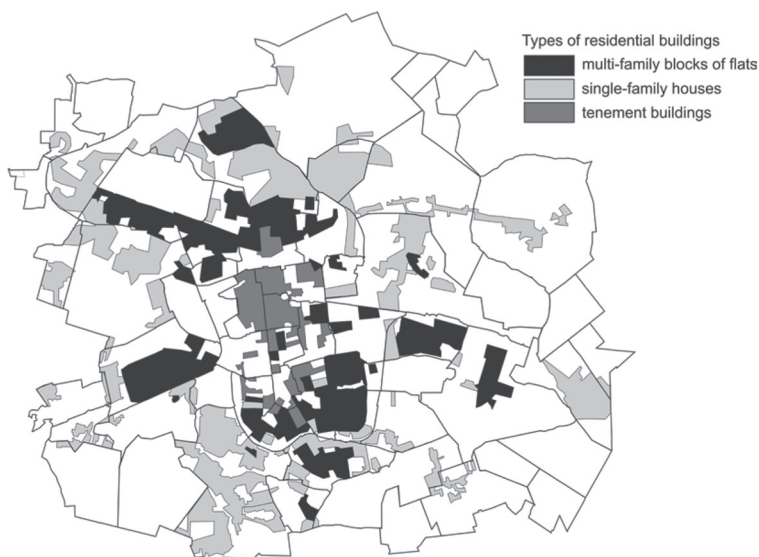 Types of residential buildings
multi-family blocks of flats
single-family houses
tenement buildings